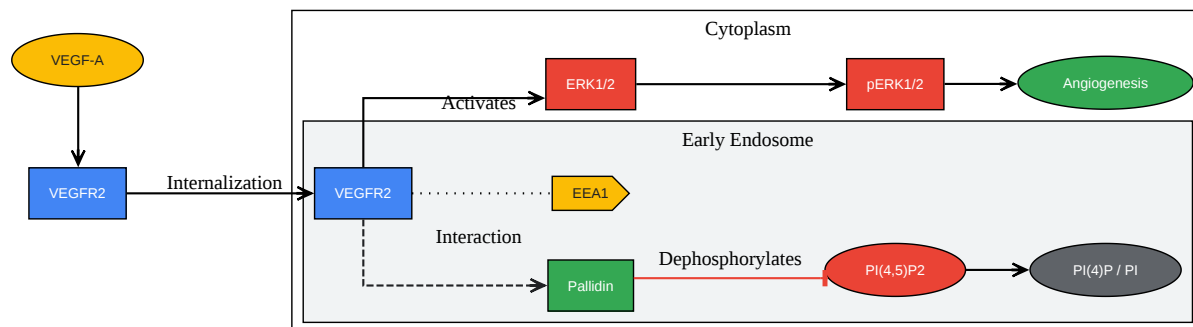 Cytoplasm
VEGF-A
ERK1/2
pERK1/2
Angiogenesis
Activates
Early Endosome
VEGFR2
Internalization
VEGFR2
EEA1
Interaction
Dephosphorylates
Pallidin
PI(4,5)P2
PI(4)P / PI